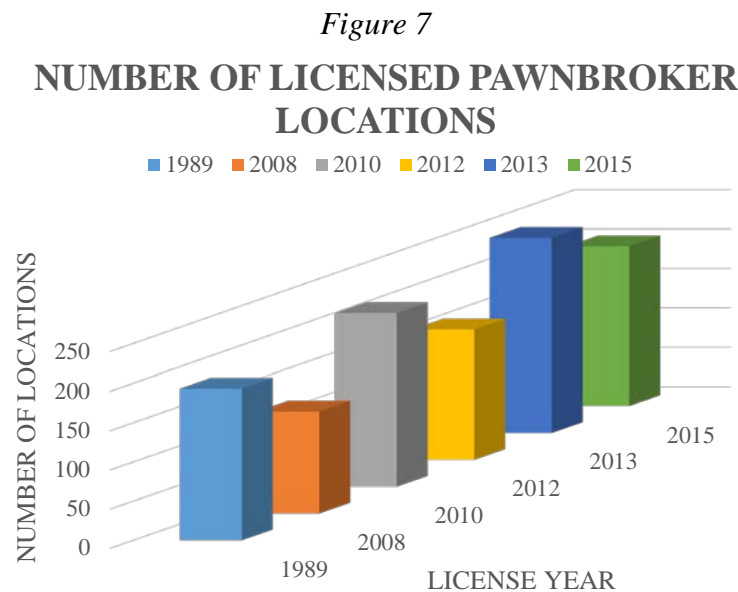 Figure 7
NUMBER OF LICENSED PAWNBROKER
LOCATIONS
1989 2008 2010 2012 2013 2015
NUMBER OF LOCATIONS
250
200
150
100
50
0
1989
2008
2010
2012
2013
2015
LICENSE YEAR